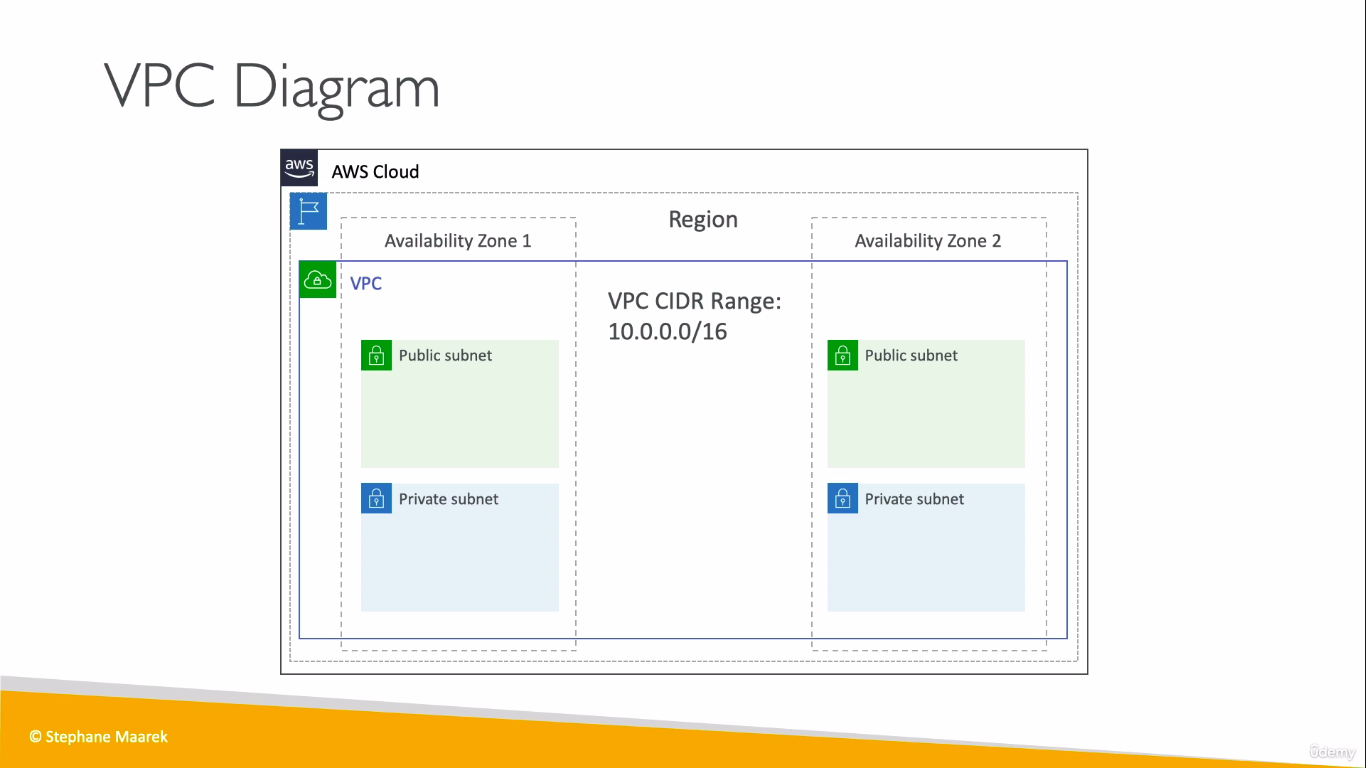 VPC Diagram
aws
AWS Cloud
Region
Availability Zone 1
Availability Zone 2
VPC
VPC CIDR Range:
10.0.0.0/16
Public subnet
Public subnet
Private subnet
Private subnet
© Stephane Maarek
ûdemy